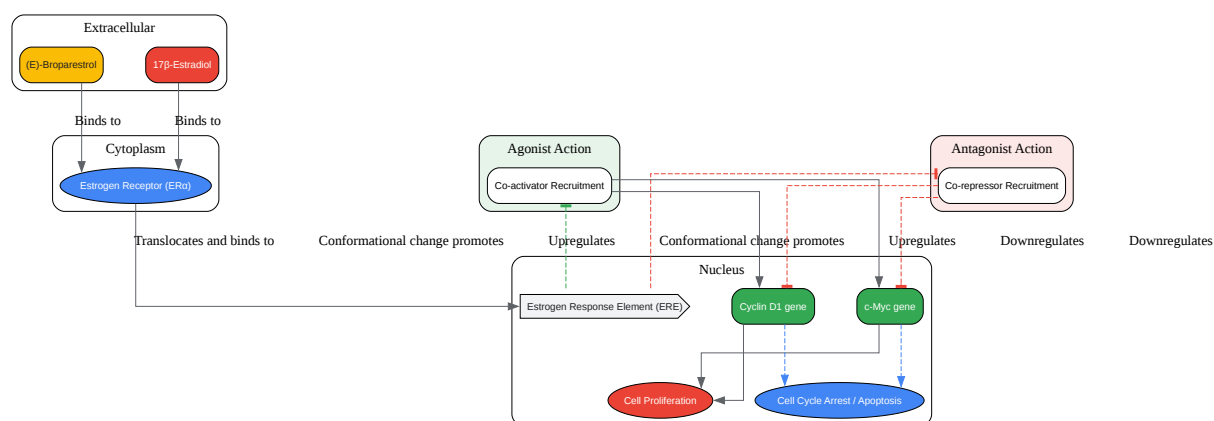 Extracellular
(E)-Broparestrol
17β-Estradiol
Binds to
Binds to
Cytoplasm
Estrogen Receptor (ERα)
Agonist Action
Co-activator Recruitment
Antagonist Action
Co-repressor Recruitment
Translocates and binds to
Conformational change promotes
Upregulates
Conformational change promotes
Upregulates
Downregulates
Downregulates
Nucleus
Estrogen Response Element (ERE)
Cyclin D1 gene
c-Myc gene
Cell Proliferation
Cell Cycle Arrest / Apoptosis